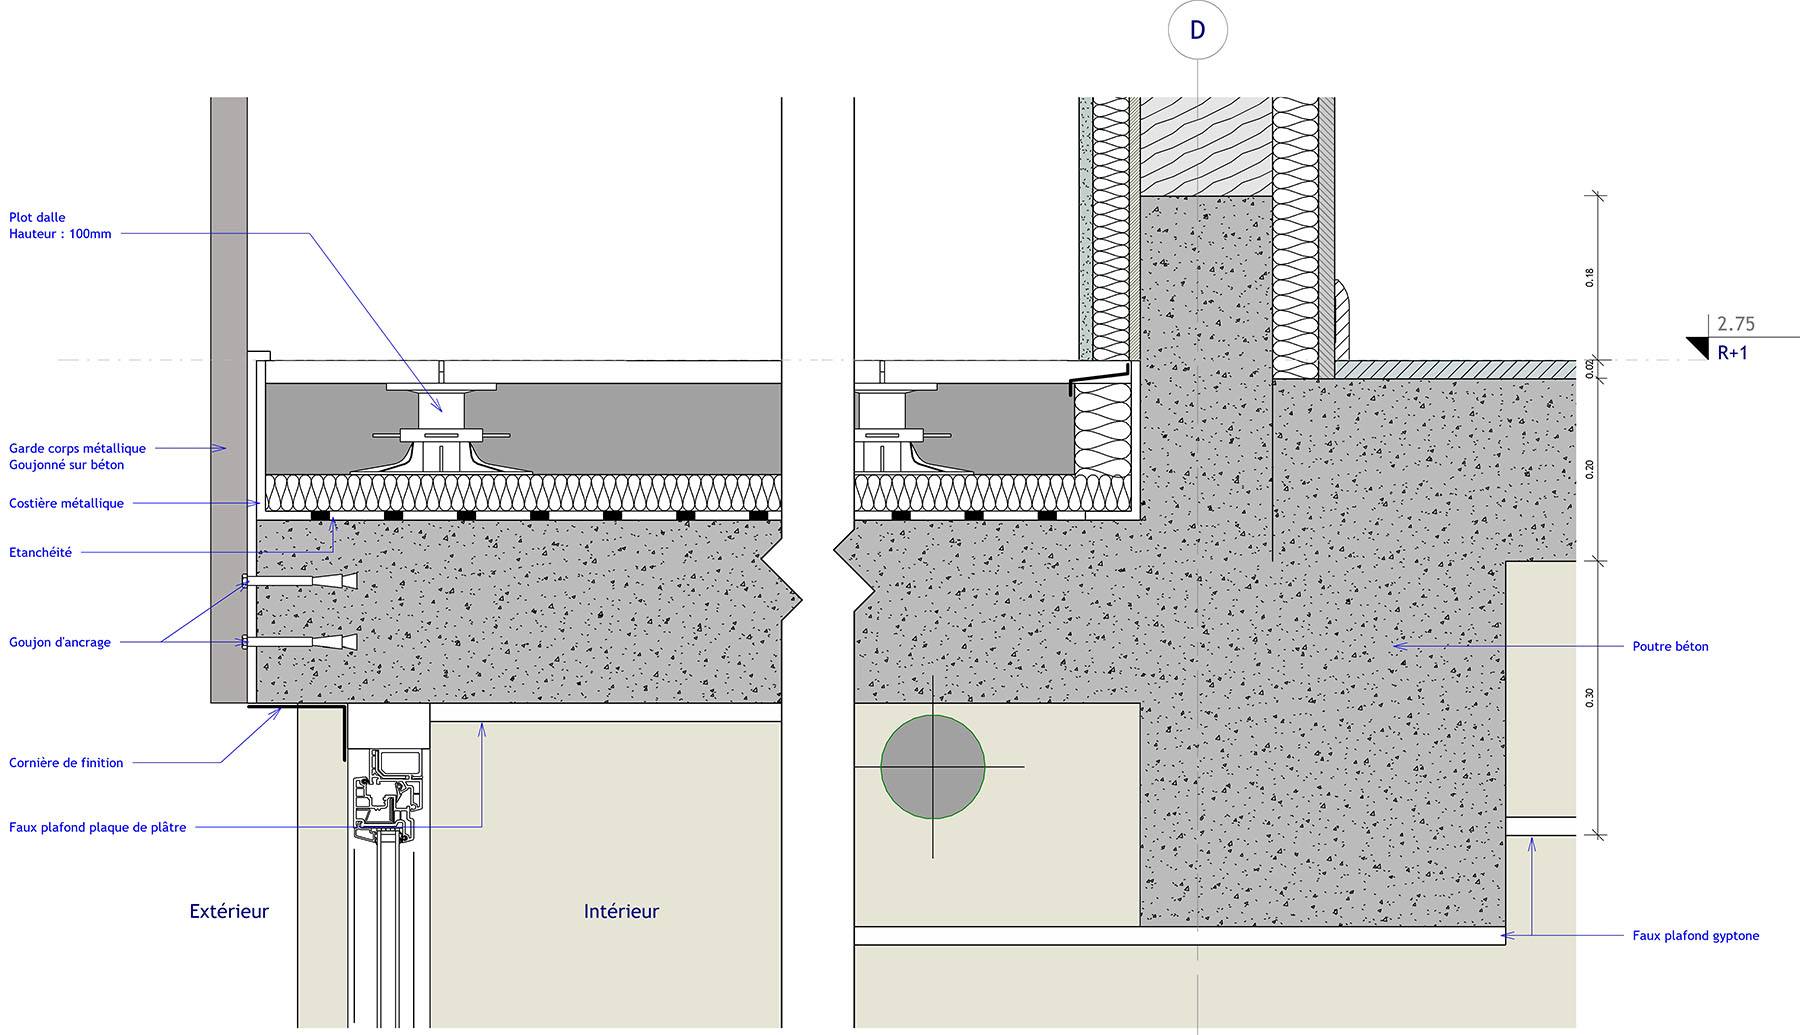 D
Plot dalle
Hauteur : 100mm
0.18
2.75
R+1
0.02
Garde corps métallique
Goujonné sur béton
0.20
Costière métallique
Etanchéité
Goujon d'ancrage
Poutre béton
0.30
Cornière de finition
Faux plafond plaque de plâtre
Extérieur
Intérieur
Faux plafond gyptone